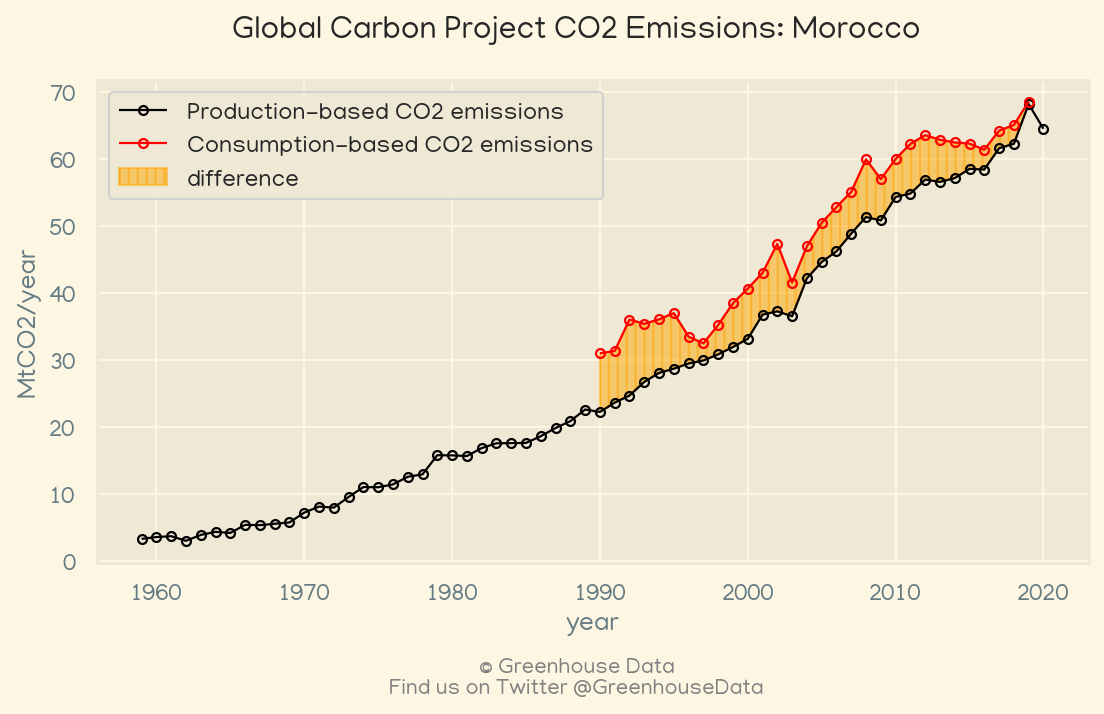 Global Carbon Project CO2 Emissions: Morocco
Production-based CO2 emissions
Consumption-based CO2 emissions
difference
MtCO2/year
70
60
50
40
30
20
10
0
1960 1970 1980 1990 2000 2010 2020
year
© Greenhouse Data
Find us on Twitter @GreenhouseData